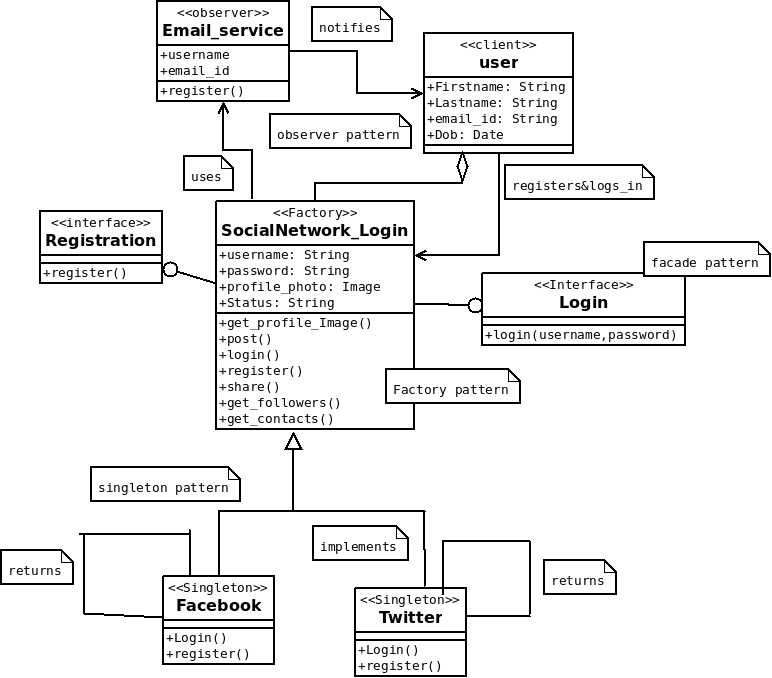 <<observer>>
Email_service
+username
+email_id
+register()
notifies
<<client>>
user
+Firstname: String
+Lastname: String
+email_id: String
+Dob: Date
observer pattern
uses
registers&logs_in
<<interface>>
Registration
+register()
<<Factory>>
SocialNetwork_Login
+username: String
+password: String
+profile_photo: Image
+Status: String
+get_profile_Image()
+post()
+login()
+register()
+share()
+get_followers()
+get_contacts()
facade pattern
<<Interface>>
Login
+login(username,password)
Factory pattern
singleton pattern
implements
returns
<<Singleton>>
Facebook
+Login()
+register()
<<Singleton>>
Twitter
+Login()
+register()
returns